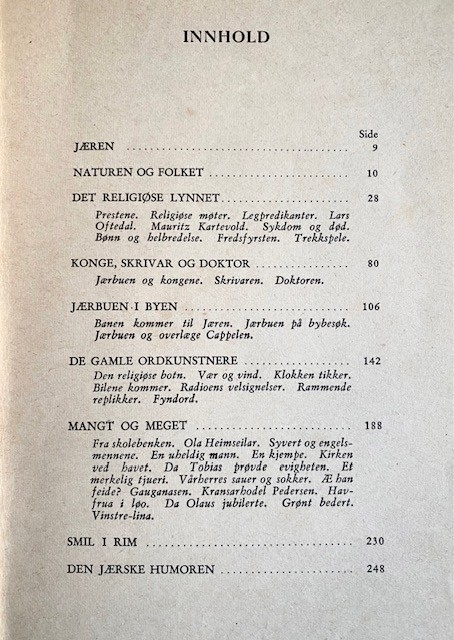 INNHOLD
Side
JÆREN ................................ 9
NATUREN OG FOLKET .................... 10
DET RELIGIØSE LYNNET .................. 28
Prestene. Religiøse møter. Legpredikanter. Lars
Oftedal. Mauritz Kartevold. Sykdom og død.
Bønn og helbredelse. Fredsfyrsten. Trekkspele.
KONGE, SKRIVAR OG DOKTOR .............. 80
Jærbuen og kongene. Skrivaren. Doktoren.
JÆRBUEN I BYEN ........................ 106
Banen kommer til Jæren. Jærbuen på bybesøk.
Jærbuen og overlæge Cappelen.
DE GAMLE ORDKUNSTNERE ................ 142
Den religiøse botn. Vær og vind. Klokken tikker.
Bilene kommer. Radioens velsignelser. Rammende
replikker. Fyndord.
MANGT OG MEGET ........................ 188
Fra skolebenken. Ola Heimseilar. Syvert og engels-
mennene. En uheldig mann. En kjempe. Kirken
ved havet. Da Tobias prøvde evigheten. Et
merkelig tjueri. Vårherres sauer og sokker. Æ han
feide? Gauganasen. Kransarhodel Pedersen. Hav-
frua i løo. Da Olaus jubilerte. Grønt bedert.
Vinstre-lina.
SMIL I RIM ............................ 230
DEN JÆRSKE HUMOREN .................... 248